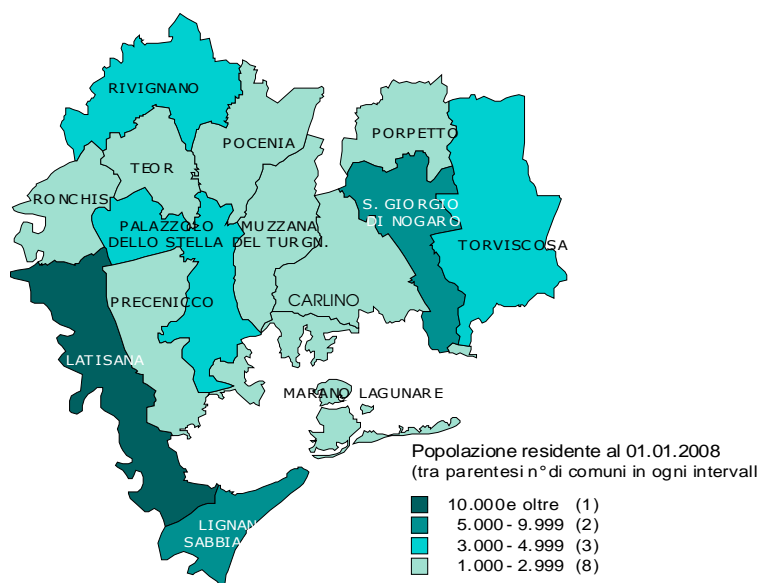 RIVIGNANO
POCENIA
PORPETTO
TEOR
RONCHIS
S. GIORGIO
DI NOGARO
PALAZZOLO
DELLO STELLA
MUZZANA
DEL TURGN.
TORVISCOSA
PRECENICCO
CARLINO
LATISANA
MARANO LAGUNARE
LIGNAN
SABBIA
Popolazione residente al 01.01.2008
(tra parentesi n° di comuni in ogni intervall
10.000 e oltre (1)
5.000 - 9.999 (2)
3.000 - 4.999 (3)
1.000 - 2.999 (8)